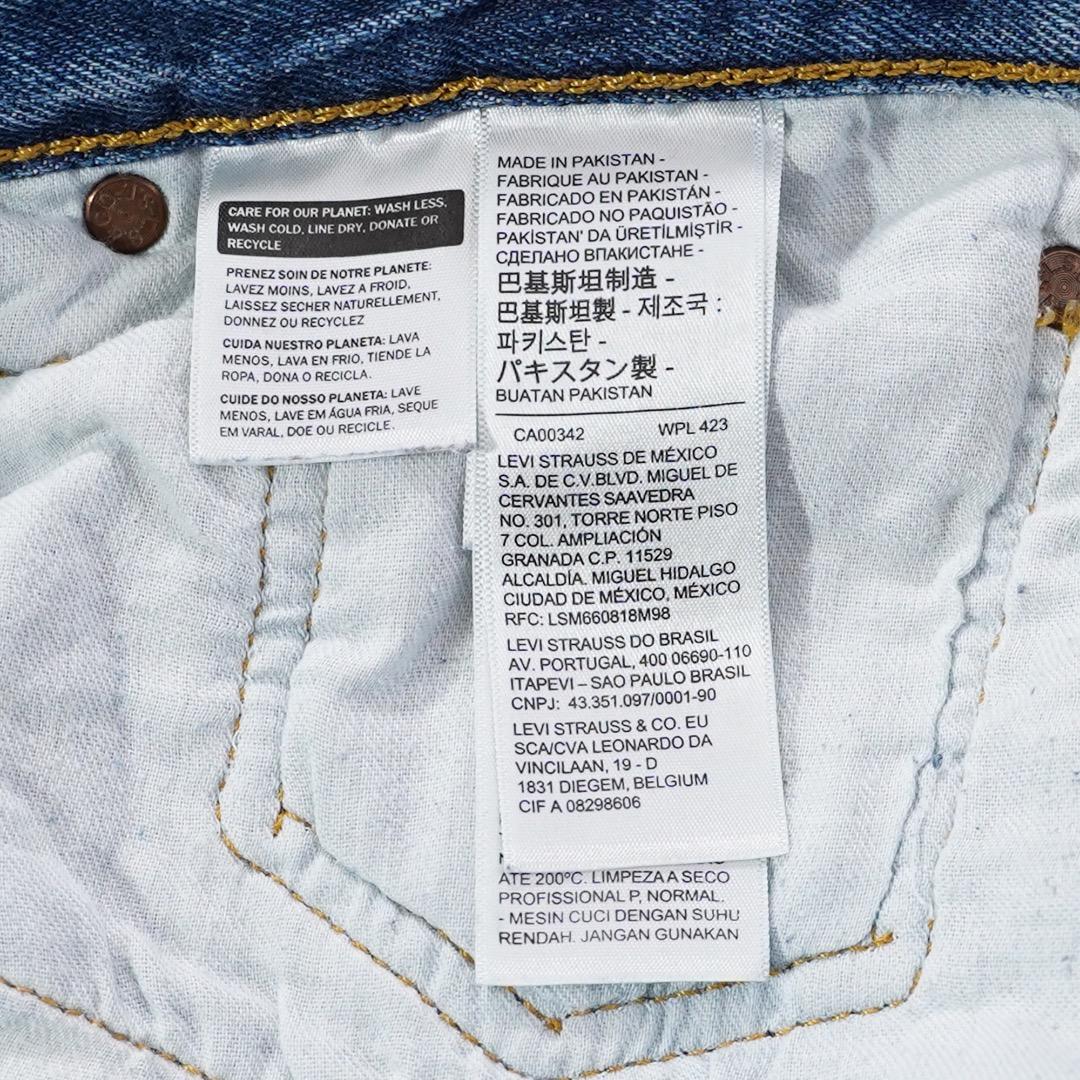 CARE FOR OUR PLANET: WASH LESS,
WASH COLD, LINE DRY, DONATE OR
RECYCLE
PRENEZ SOIN DE NOTRE PLANETE:
LAVEZ MOINS, LAVEZ A FROID,
LAISSEZ SECHER NATURELLEMENT,
DONNEZ OU RECYCLEZ
CUIDA NUESTRO PLANETA: LAVA
MENOS, LAVA EN FRIO, TIENDE LA
ROPA, DONA O RECICLA.
CUIDE DO NOSSO PLANETA: LAVE
MENOS, LAVE EM ÁGUA FRIA, SEQUE
EM VARAL, DOE OU RECICLE.
MADE IN PAKISTAN -
FABRIQUE AU PAKISTAN -
FABRICADO EN PAKISTÁN -
FABRICADO NO PAQUISTÃO -
PAKİSTAN' DA ÜRETİLMİŞTİR -
СДЕЛАНО ВПАКИСТАНЕ -
巴基斯坦制造 -
巴基斯坦製 - 제조국 :
파키스탄 -
パキスタン製 -
BUATAN PAKISTAN
CA00342 WPL 423
LEVI STRAUSS DE MÉXICO
S.A. DE C.V.BLVD. MIGUEL DE
CERVANTES SAAVEDRA
NO. 301, TORRE NORTE PISO
7 COL. AMPLIACIÓN
GRANADA C.P. 11529
ALCALDÍA. MIGUEL HIDALGO
CIUDAD DE MÉXICO, MÉXICO
RFC: LSM660818M98
LEVI STRAUSS DO BRASIL
AV. PORTUGAL, 400 06690-110
ITAPEVI – SAO PAULO BRASIL
CNPJ: 43.351.097/0001-90
LEVI STRAUSS & CO. EU
SCA/CVA LEONARDO DA
VINCILAAN, 19 - D
1831 DIEGEM, BELGIUM
CIF A 08298606
ATE 200ºC. LIMPEZA A SECO
PROFISSIONAL P, NORMAL.
- MESIN CUCI DENGAN SUHU
RENDAH. JANGAN GUNAKAN